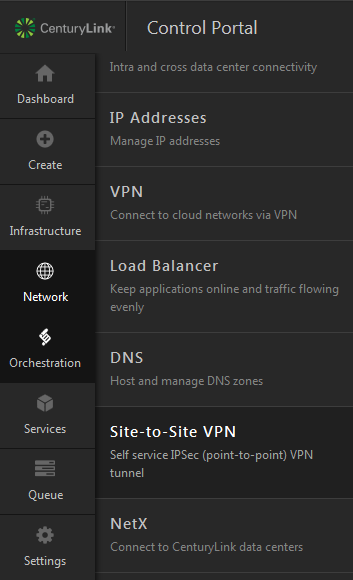 CenturyLink®
Control Portal
Dashboard
Create
Infrastructure
Network
Orchestration
Services
Queue
Settings
Intra and cross data center connectivity
IP Addresses
Manage IP addresses
VPN
Connect to cloud networks via VPN
Load Balancer
Keep applications online and traffic flowing
evenly
DNS
Host and manage DNS zones
Site-to-Site VPN
Self service IPSec (point-to-point) VPN
tunnel
NetX
Connect to CenturyLink data centers